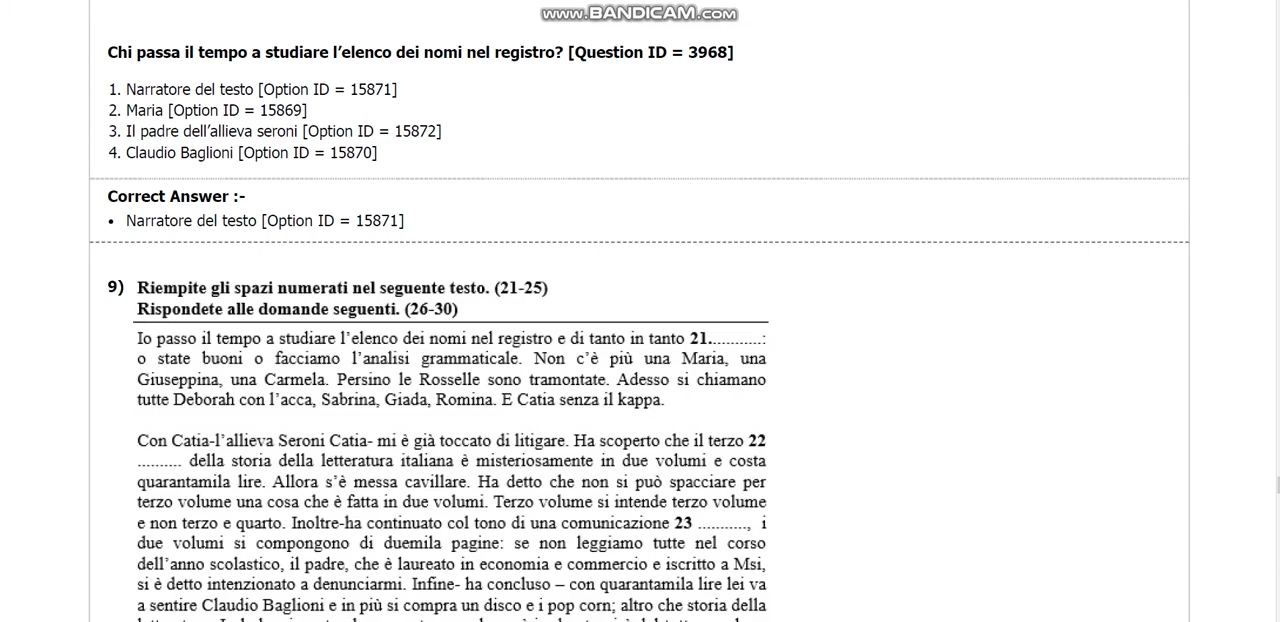 www.BANDICAM.com
Chi passa il tempo a studiare l’elenco dei nomi nel registro? [Question ID = 3968]
1. Narratore del testo [Option ID = 15871]
2. Maria [Option ID = 15869]
3. Il padre dell’allieva seroni [Option ID = 15872]
4. Claudio Baglioni [Option ID = 15870]
Correct Answer :-
• Narratore del testo [Option ID = 15871]
9) Riempite gli spazi numerati nel seguente testo. (21-25)
Rispondete alle domande seguenti. (26-30)
Io passo il tempo a studiare l’elenco dei nomi nel registro e di tanto in tanto 21............:
o state buoni o facciamo l’analisi grammaticale. Non c’è più una Maria, una
Giuseppina, una Carmela. Persino le Rosselle sono tramontate. Adesso si chiamano
tutte Deborah con l’acca, Sabrina, Giada, Romina. E Catia senza il kappa.
Con Catia-l’allieva Seroni Catia- mi è già toccato di litigare. Ha scoperto che il terzo 22
.......... della storia della letteratura italiana è misteriosamente in due volumi e costa
quarantamila lire. Allora s’è messa cavillare. Ha detto che non si può spacciare per
terzo volume una cosa che è fatta in due volumi. Terzo volume si intende terzo volume
e non terzo e quarto. Inoltre-ha continuato col tono di una comunicazione 23 ..........., i
due volumi si compongono di duemila pagine: se non leggiamo tutte nel corso
dell’anno scolastico, il padre, che è laureato in economia e commercio e iscritto a Msi,
si è detto intenzionato a denunciarmi. Infine- ha concluso – con quarantamila lire lei va
a sentire Claudio Baglioni e in più si compra un disco e i pop corn; altro che storia della